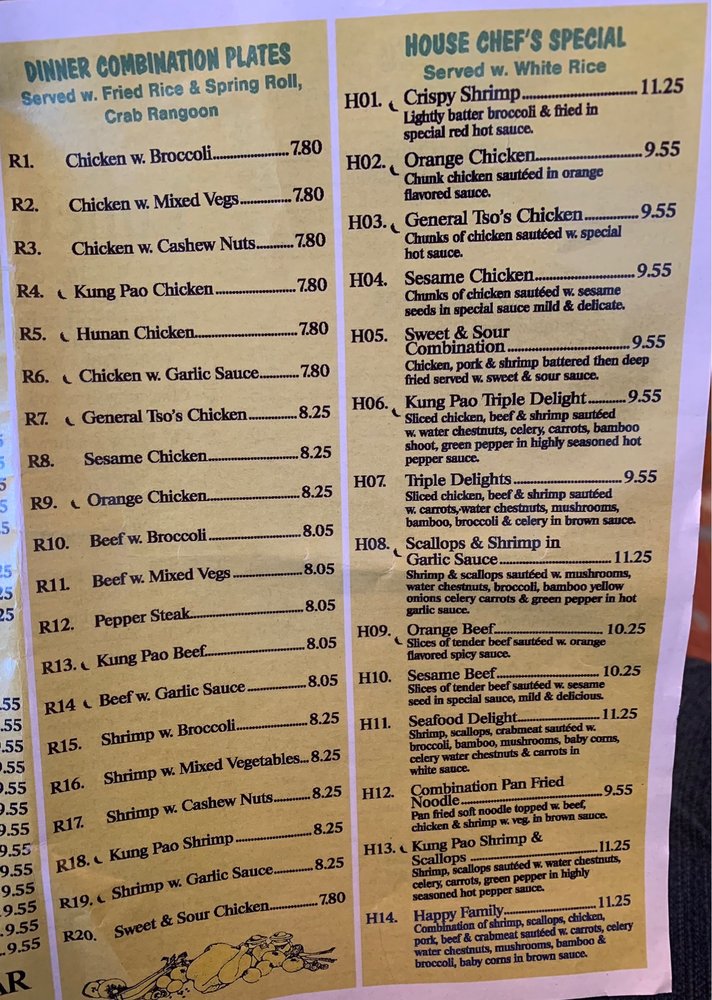 DINNER COMBINATION PLATES
Served w. Fried Rice & Spring Roll,
Crab Rangoon
R1. Chicken w. Broccoli 7.80
R2. Chicken w. Mixed Vegs 7.80
R3. Chicken w. Cashew Nuts 7.80
R4. Kung Pao Chicken 7.80
R5. Hunan Chicken 7.80
R6. Chicken w. Garlic Sauce 7.80
R7. General Tso's Chicken 8.25
R8. Sesame Chicken 8.25
R9. Orange Chicken 8.25
R10. Beef w. Broccoli 8.05
R11. Beef w. Mixed Vegs 8.05
R12. Pepper Steak 8.05
R13. Kung Pao Beef 8.05
R14 Beef w. Garlic Sauce 8.05
R15. Shrimp w. Broccoli 8.25
R16. Shrimp w. Mixed Vegetables 8.25
R17. Shrimp w. Cashew Nuts 8.25
R18. Kung Pao Shrimp 8.25
R19. Shrimp w. Garlic Sauce 8.25
R20. Sweet & Sour Chicken 7.80
HOUSE CHEF'S SPECIAL
Served w. White Rice
H01. Crispy Shrimp 11.25
Lightly batter broccoli & fried in
special red hot sauce.
H02. Orange Chicken 9.55
Chunk chicken sautéed in orange
flavored sauce.
H03. General Tso's Chicken 9.55
Chunks of chicken sautéed w. special
hot sauce.
H04. Sesame Chicken 9.55
Chunks of chicken sautéed w. sesame
seeds in special sauce mild & delicate.
H05. Sweet & Sour
Combination 9.55
Chicken, pork & shrimp battered then deep
fried served w. sweet & sour sauce.
H06. Kung Pao Triple Delight 9.55
Sliced chicken, beef & shrimp sautéed
w. water chestnuts, celery, carrots, bamboo
shoot, green pepper in highly seasoned hot
pepper sauce.
H07. Triple Delights 9.55
Sliced chicken, beef & shrimp sautéed
w. carrots, water chestnuts, mushrooms,
bamboo, broccoli & celery in brown sauce.
H08. Scallops & Shrimp in
Garlic Sauce 11.25
Shrimp & scallops sautéed w. mushrooms,
water chestnuts, broccoli, bamboo yellow
onions celery carrots & green pepper in hot
garlic sauce.
H09. Orange Beef 10.25
Slices of tender beef sautéed w. orange
flavored spicy sauce.
H10. Sesame Beef 10.25
Slices of tender beef sautéed w. sesame
seed in special sauce, mild & delicious.
H11. Seafood Delight 11.25
Shrimp, scallops, crabmeat sautéed w.
broccoli, bamboo, mushrooms, baby corns,
celery water chestnuts & carrots in
white sauce.
H12. Combination Pan Fried
Noodle 9.55
Pan fried soft noodle topped w. beef,
chicken & shrimp w. veg. in brown sauce.
H13. Kung Pao Shrimp &
Scallops 11.25
Shrimp, scallops sautéed w. water chestnuts,
celery, carrots, green pepper in highly
seasoned hot pepper sauce.
H14. Happy Family 11.25
Combination of shrimp, scallops, chicken,
pork, beef & crabmeat sautéed w. carrots, celery
water chestnuts, mushrooms, bamboo &
broccoli, baby corns in brown sauce.